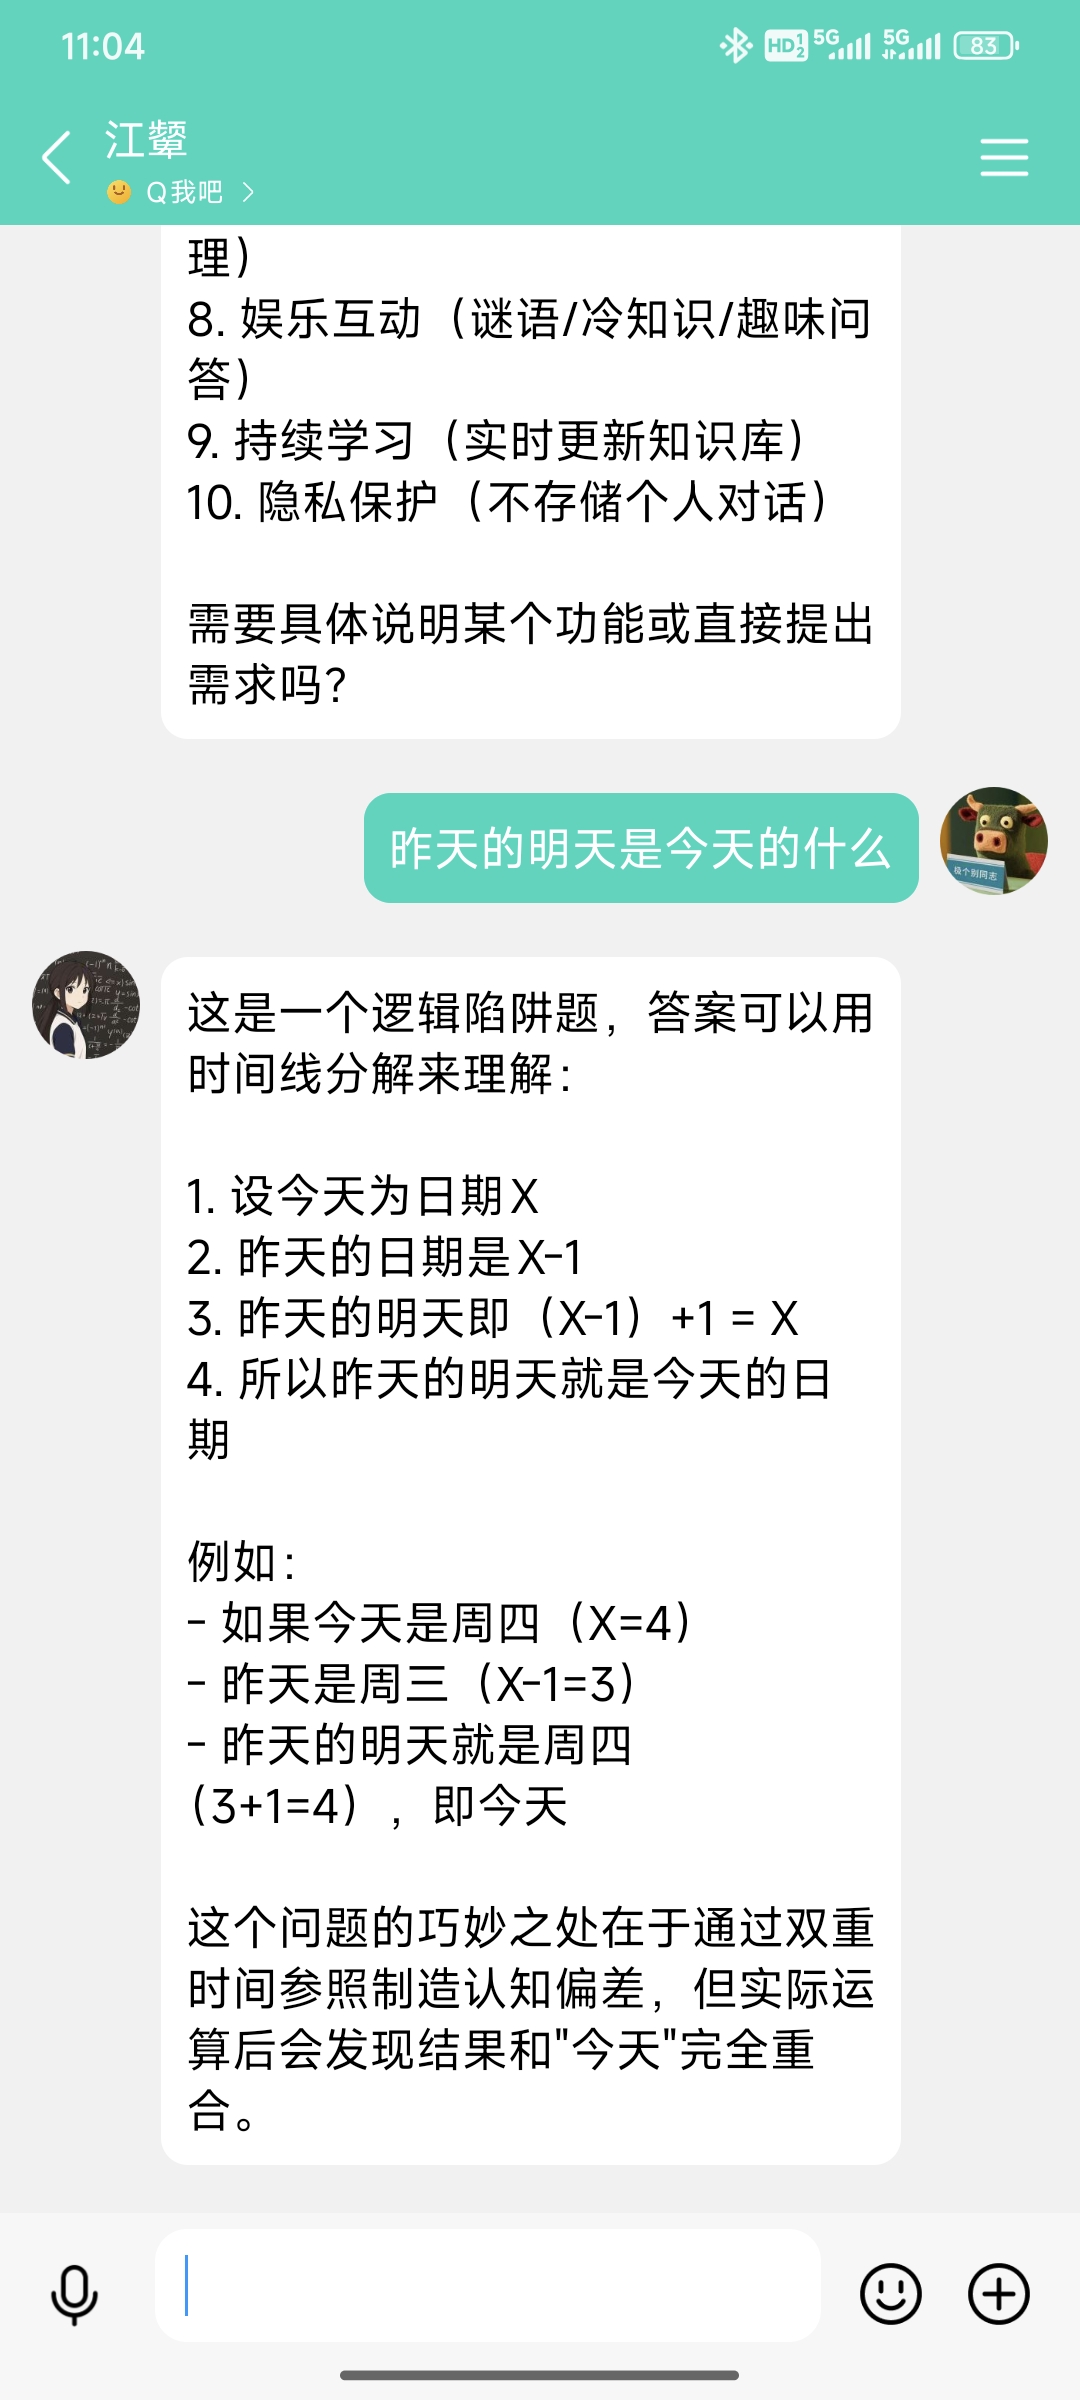 11:04
HD 1 2 5G 5G 83
江颦
Q我吧
理）
8. 娱乐互动（谜语/冷知识/趣味问
答）
9. 持续学习（实时更新知识库）
10. 隐私保护（不存储个人对话）
需要具体说明某个功能或直接提出
需求吗？
昨天的明天是今天的什么
极个别同志
这是一个逻辑陷阱题，答案可以用
时间线分解来理解：
1. 设今天为日期X
2. 昨天的日期是X-1
3. 昨天的明天即（X-1）+1 = X
4. 所以昨天的明天就是今天的日
期
例如：
- 如果今天是周四（X=4）
- 昨天是周三（X-1=3）
- 昨天的明天就是周四
（3+1=4），即今天
这个问题的巧妙之处在于通过双重
时间参照制造认知偏差，但实际运
算后会发现结果和"今天"完全重
合。